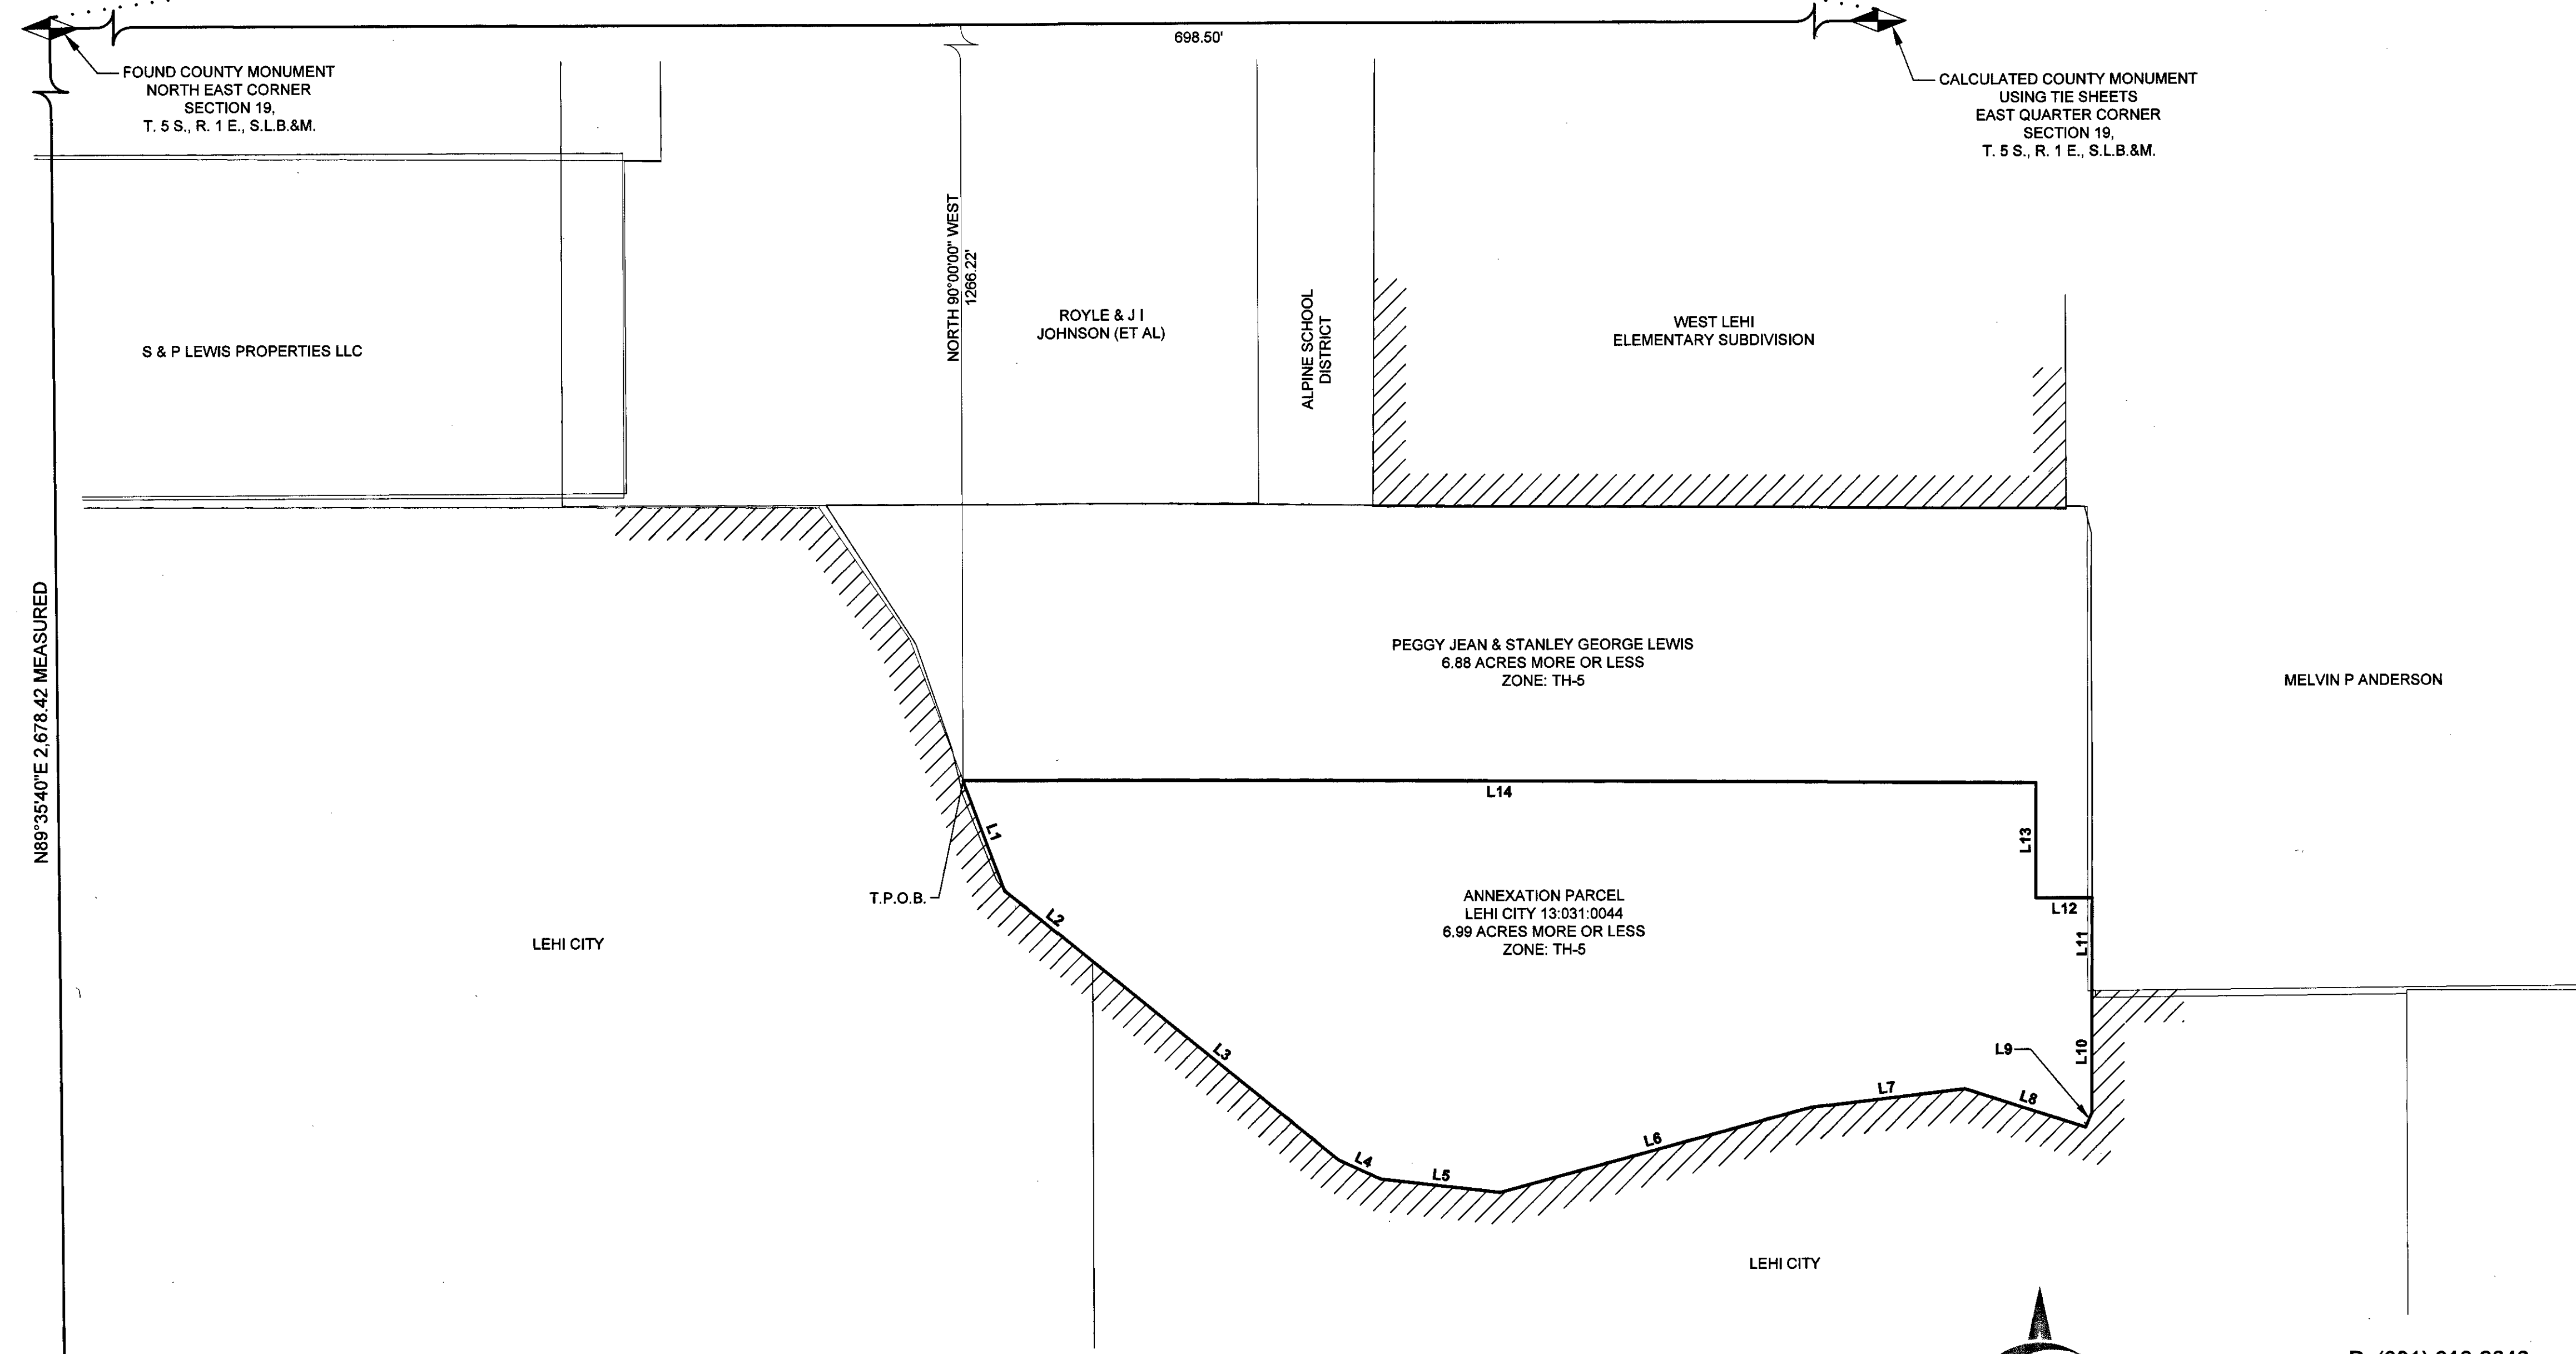 698.50'
FOUND COUNTY MONUMENT
NORTH EAST CORNER
SECTION 19,
T. 5 S., R. 1 E., S.L.B.&M.
CALCULATED COUNTY MONUMENT
USING TIE SHEETS
EAST QUARTER CORNER
SECTION 19,
T. 5 S., R. 1 E., S.L.B.&M.
NORTH 90°00'00" WEST
1266.22'
S & P LEWIS PROPERTIES LLC
ROYLE & J I
JOHNSON (ET AL)
ALPINE SCHOOL
DISTRICT
WEST LEHI
ELEMENTARY SUBDIVISION
N89°35'40"E 2,678.42 MEASURED
PEGGY JEAN & STANLEY GEORGE LEWIS
6.88 ACRES MORE OR LESS
ZONE: TH-5
MELVIN P ANDERSON
L14
L1
L13
T.P.O.B.
L2
ANNEXATION PARCEL
LEHI CITY 13:031:0044
6.99 ACRES MORE OR LESS
ZONE: TH-5
L12
L11
LEHI CITY
L3
L9
L10
L7
L8
L6
L4
L5
LEHI CITY